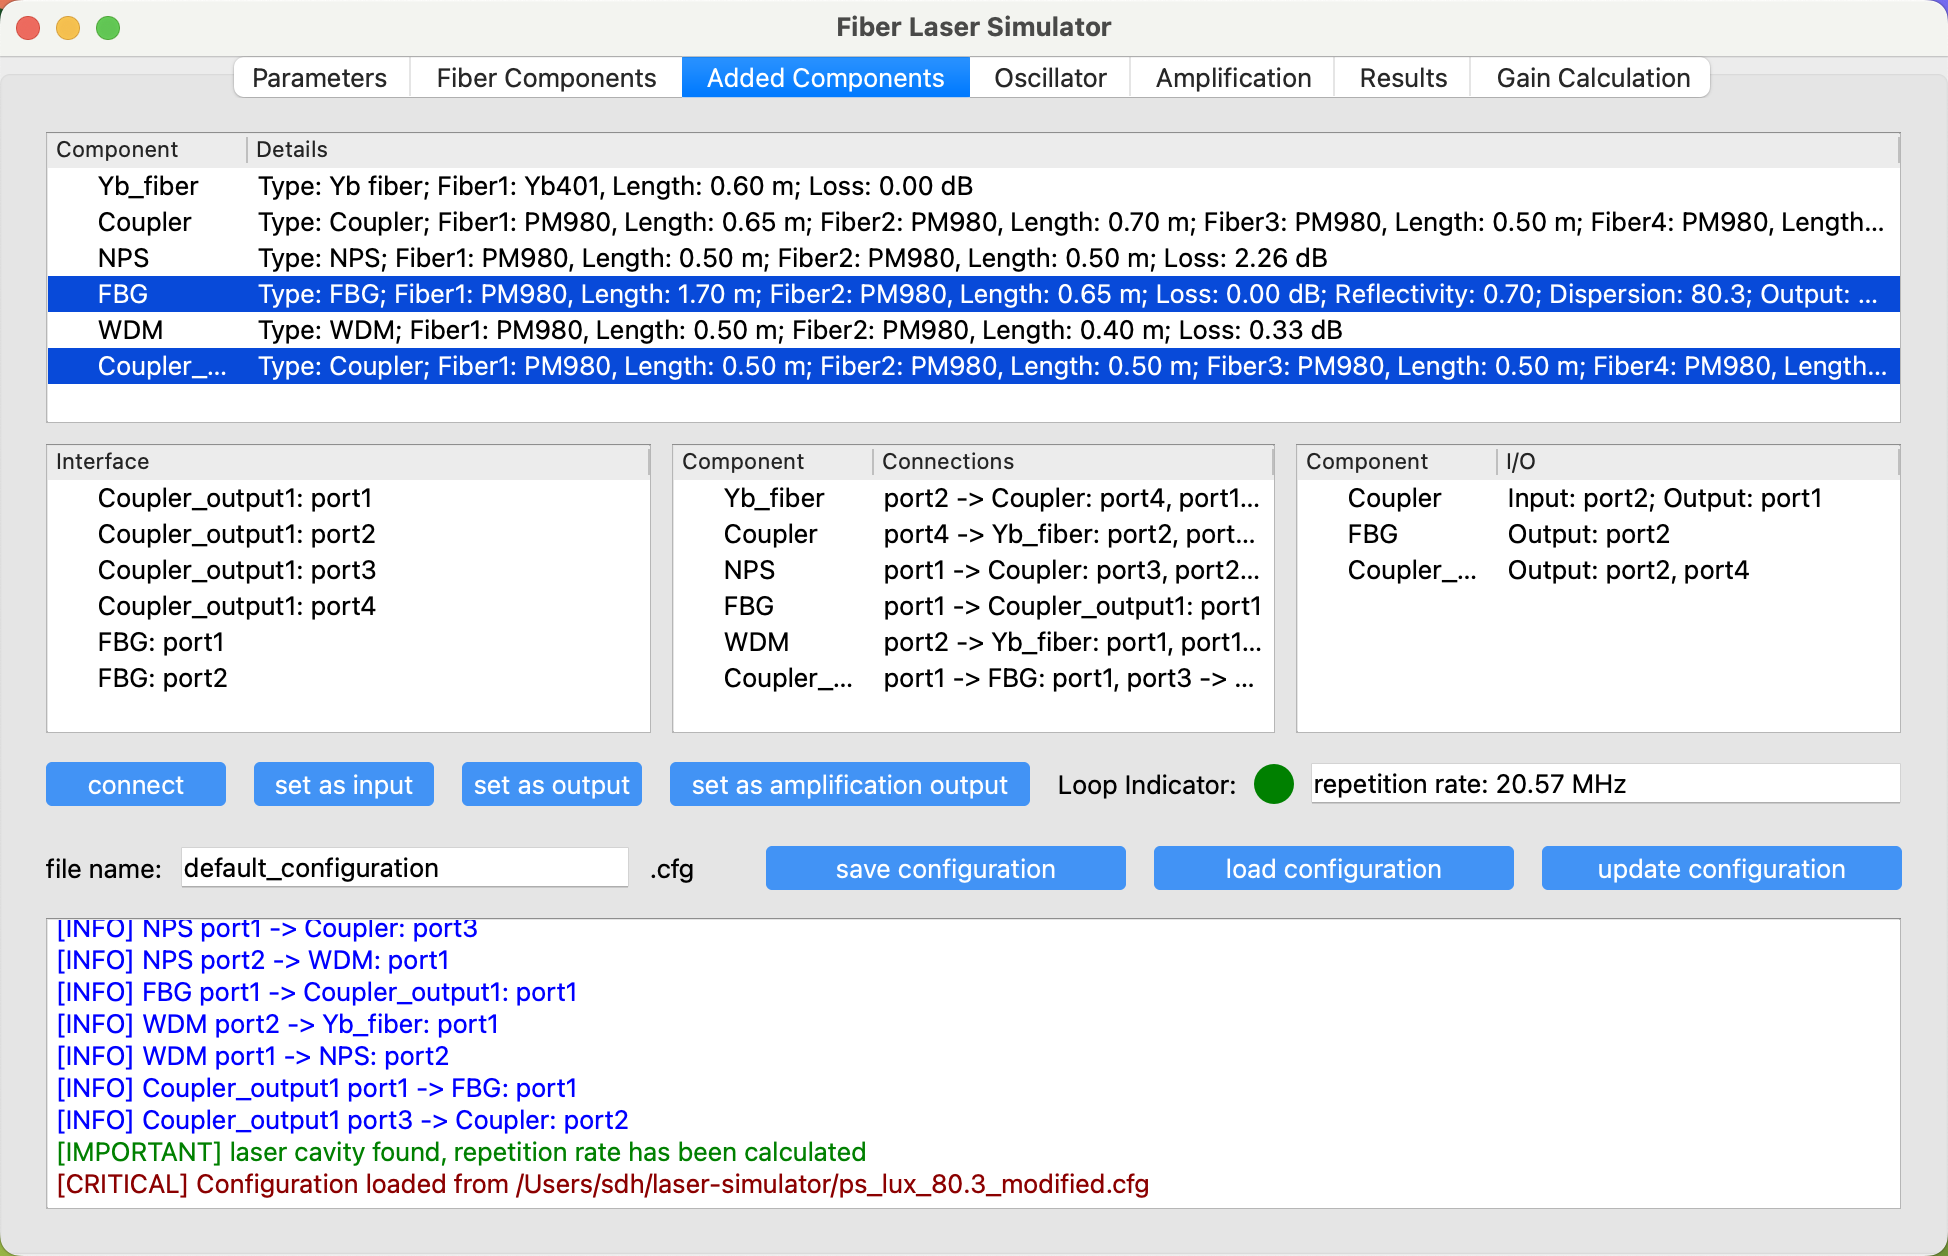 Fiber Laser Simulator
Parameters Fiber Components Added Components Oscillator Amplification Results Gain Calculation
Component Details
Yb_fiber Type: Yb fiber; Fiber1: Yb401, Length: 0.60 m; Loss: 0.00 dB
Coupler Type: Coupler; Fiber1: PM980, Length: 0.65 m; Fiber2: PM980, Length: 0.70 m; Fiber3: PM980, Length: 0.50 m; Fiber4: PM980, Length...
NPS Type: NPS; Fiber1: PM980, Length: 0.50 m; Fiber2: PM980, Length: 0.50 m; Loss: 2.26 dB
FBG Type: FBG; Fiber1: PM980, Length: 1.70 m; Fiber2: PM980, Length: 0.65 m; Loss: 0.00 dB; Reflectivity: 0.70; Dispersion: 80.3; Output: ...
WDM Type: WDM; Fiber1: PM980, Length: 0.50 m; Fiber2: PM980, Length: 0.40 m; Loss: 0.33 dB
Coupler_... Type: Coupler; Fiber1: PM980, Length: 0.50 m; Fiber2: PM980, Length: 0.50 m; Fiber3: PM980, Length: 0.50 m; Fiber4: PM980, Length...
Interface
Coupler_output1: port1
Coupler_output1: port2
Coupler_output1: port3
Coupler_output1: port4
FBG: port1
FBG: port2
Component Connections
Yb_fiber port2 -> Coupler: port4, port1...
Coupler port4 -> Yb_fiber: port2, port...
NPS port1 -> Coupler: port3, port2...
FBG port1 -> Coupler_output1: port1
WDM port2 -> Yb_fiber: port1, port1...
Coupler_... port1 -> FBG: port1, port3 -> ...
Component I/O
Coupler Input: port2; Output: port1
FBG Output: port2
Coupler_... Output: port2, port4
connect set as input set as output set as amplification output Loop Indicator: repetition rate: 20.57 MHz
file name: default_configuration .cfg save configuration load configuration update configuration
[INFO] NPS port1 -> Coupler: port3
[INFO] NPS port2 -> WDM: port1
[INFO] FBG port1 -> Coupler_output1: port1
[INFO] WDM port2 -> Yb_fiber: port1
[INFO] WDM port1 -> NPS: port2
[INFO] Coupler_output1 port1 -> FBG: port1
[INFO] Coupler_output1 port3 -> Coupler: port2
[IMPORTANT] laser cavity found, repetition rate has been calculated
[CRITICAL] Configuration loaded from /Users/sdh/laser-simulator/ps_lux_80.3_modified.cfg